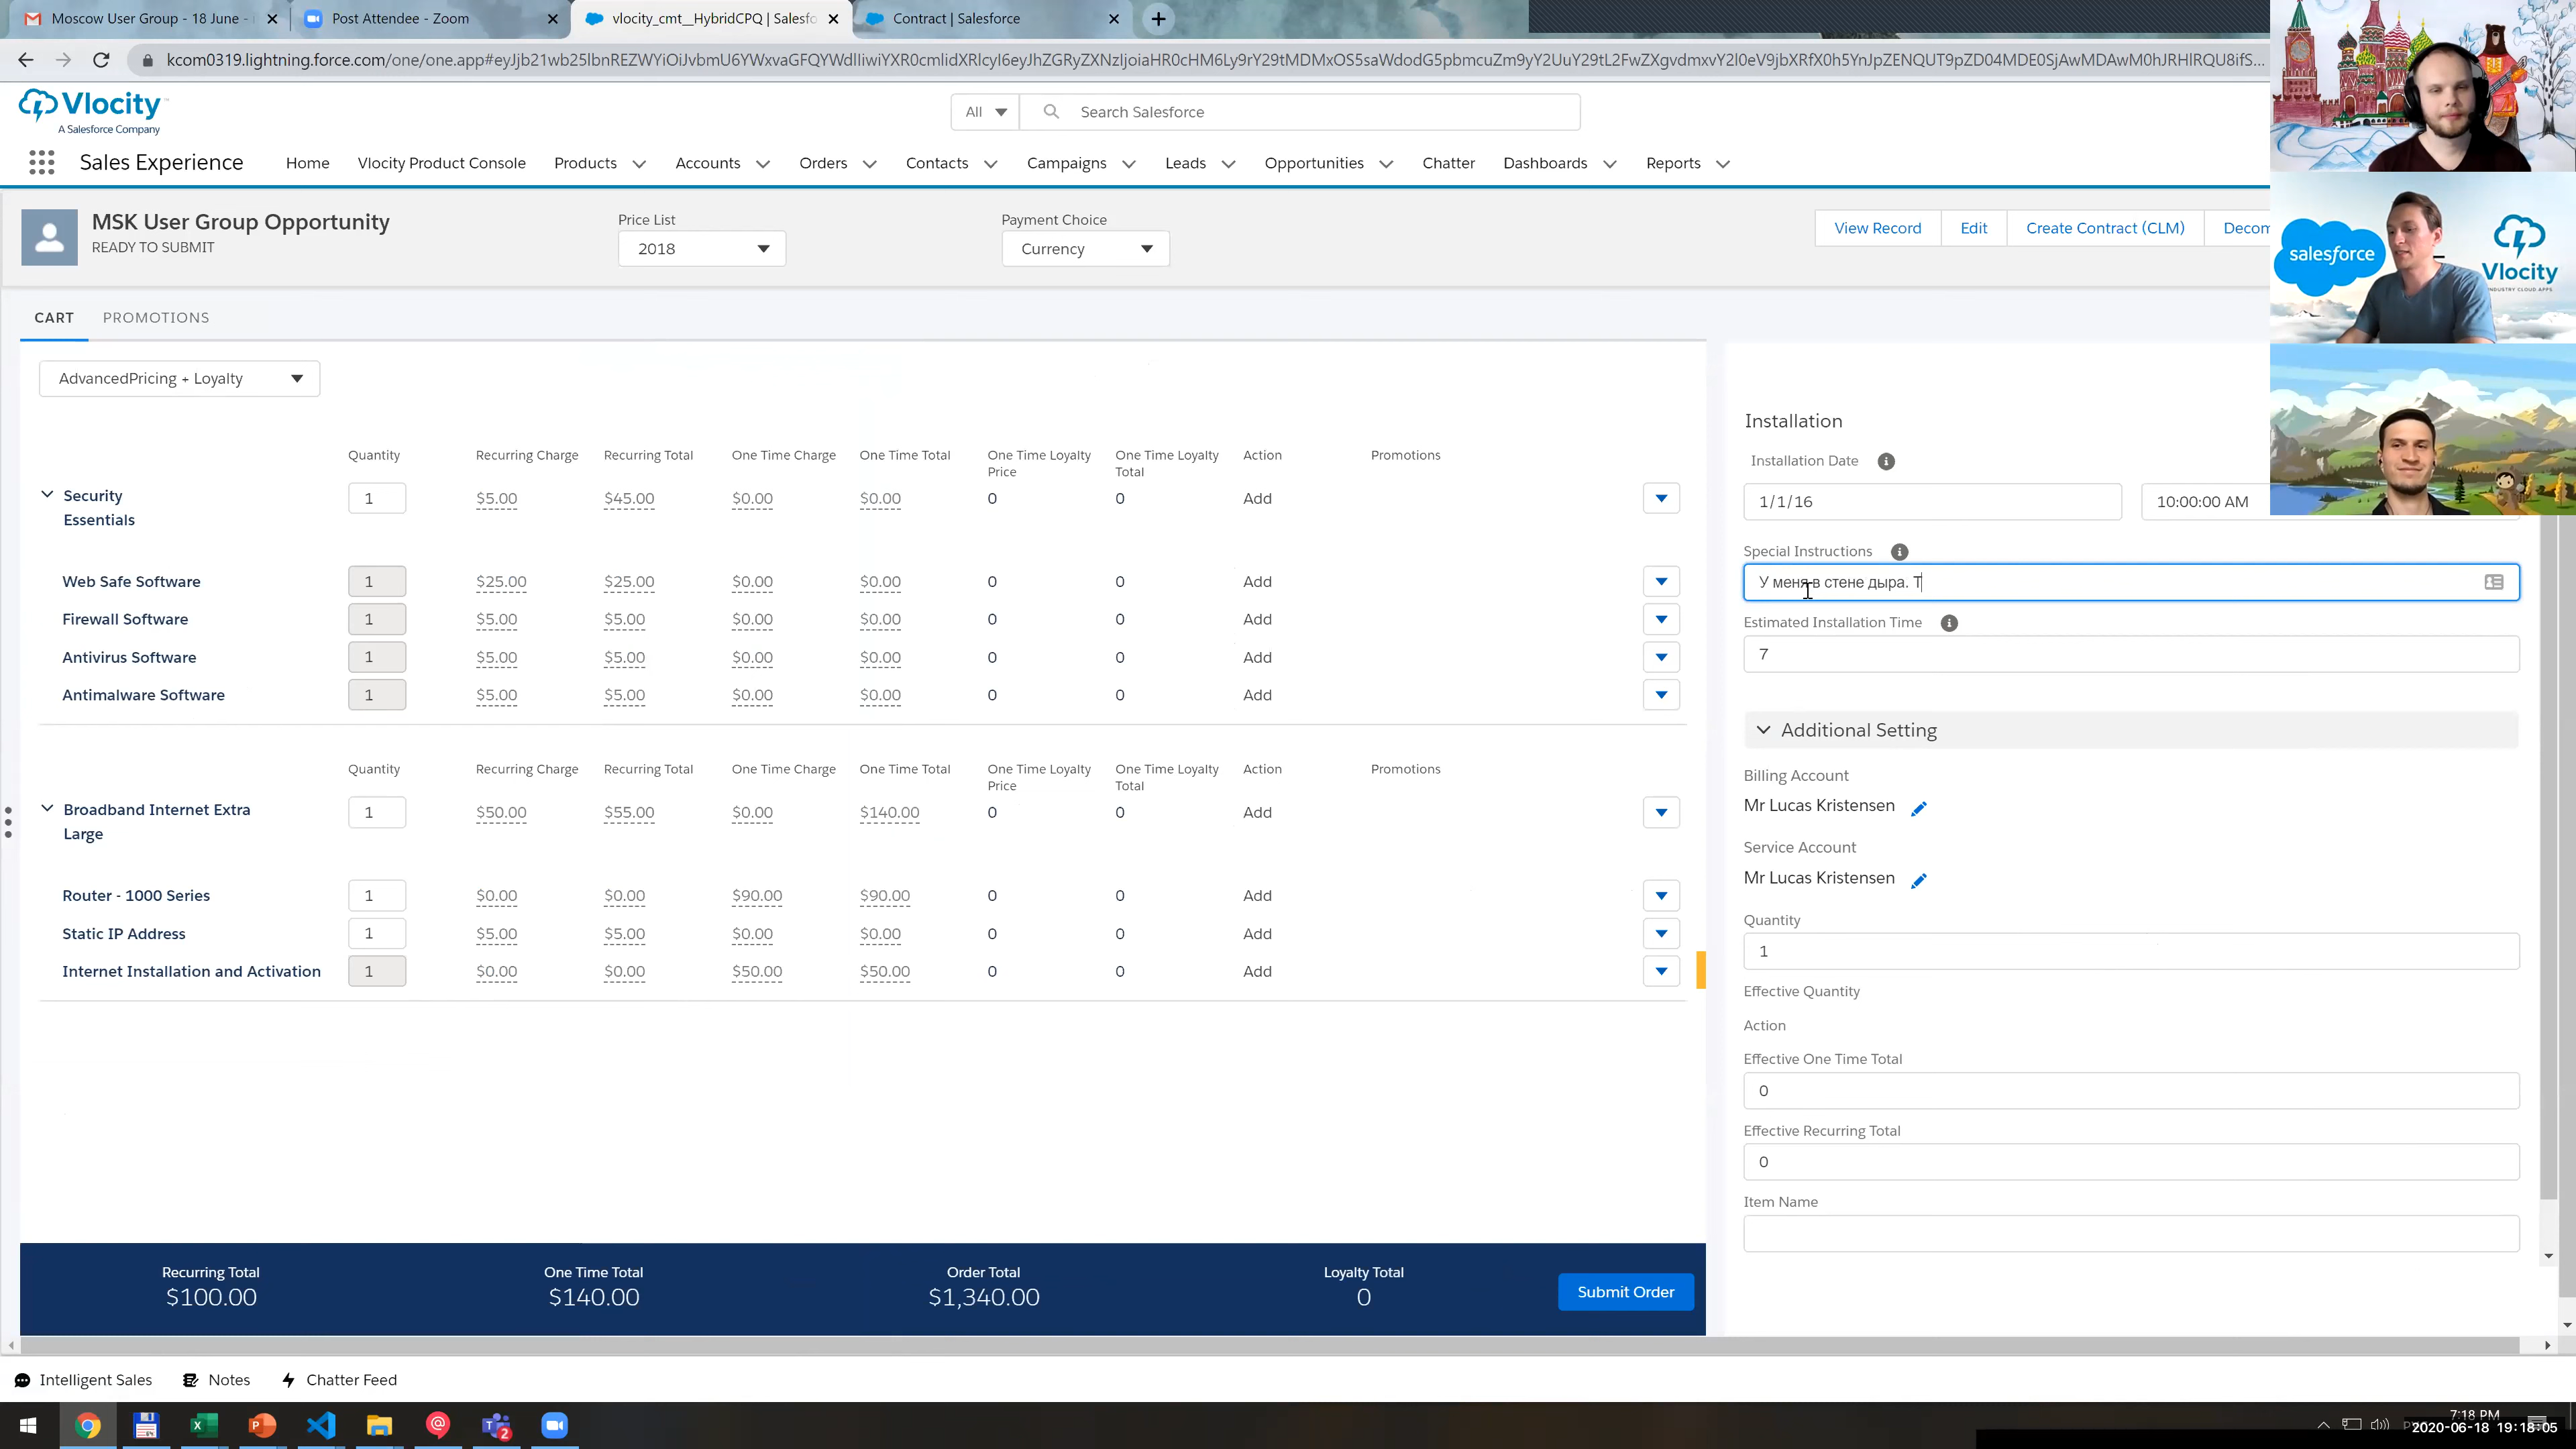 Moscow User Group - 18 June -
Post Attendee - Zoom
vlocity_cmt__HybridCPQ | Salesfo
Contract | Salesforce
Vlocity
A Salesforce Company
All
Search Salesforce
Sales Experience
Home
Vlocity Product Console
Products
Accounts
Orders
Contacts
Campaigns
Leads
Opportunities
Chatter
Dashboards
Reports
MSK User Group Opportunity
READY TO SUBMIT
Price List
2018
Payment Choice
Currency
View Record
Edit
Create Contract (CLM)
Decom
salesforce
Vlocity
INDUSTRY CLOUD APPS
CART
PROMOTIONS
AdvancedPricing + Loyalty
Quantity Recurring Charge Recurring Total One Time Charge One Time Total One Time Loyalty Price One Time Loyalty Total Action Promotions
Security Essentials 1 $5.00 $45.00 $0.00 $0.00 0 0 Add
Web Safe Software 1 $25.00 $25.00 $0.00 $0.00 0 0 Add
Firewall Software 1 $5.00 $5.00 $0.00 $0.00 0 0 Add
Antivirus Software 1 $5.00 $5.00 $0.00 $0.00 0 0 Add
Antimalware Software 1 $5.00 $5.00 $0.00 $0.00 0 0 Add
Quantity Recurring Charge Recurring Total One Time Charge One Time Total One Time Loyalty Price One Time Loyalty Total Action Promotions
Broadband Internet Extra Large 1 $50.00 $55.00 $0.00 $140.00 0 0 Add
Router - 1000 Series 1 $0.00 $0.00 $90.00 $90.00 0 0 Add
Static IP Address 1 $5.00 $5.00 $0.00 $0.00 0 0 Add
Internet Installation and Activation 1 $0.00 $0.00 $50.00 $50.00 0 0 Add
Recurring Total
$100.00
One Time Total
$140.00
Order Total
$1,340.00
Loyalty Total
0
Submit Order
Installation
Installation Date
1/1/16
10:00:00 AM
Special Instructions
У меня в стене дыра. Т
Estimated Installation Time
7
Additional Setting
Billing Account
Mr Lucas Kristensen
Service Account
Mr Lucas Kristensen
Quantity
1
Effective Quantity
Action
Effective One Time Total
0
Effective Recurring Total
0
Item Name
Intelligent Sales
Notes
Chatter Feed
7:18 PM
2020-06-18 19:18:05